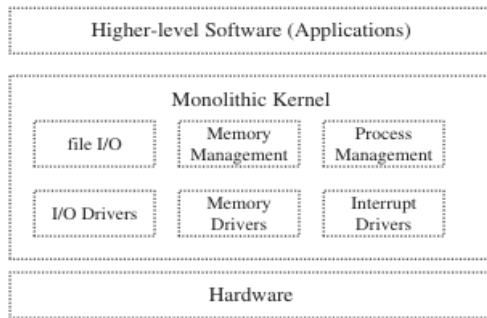 Higher-level Software (Applications)
Monolithic Kernel
file I/O
Memory
Management
Process
Management
I/O Drivers
Memory
Drivers
Interrupt
Drivers
Hardware